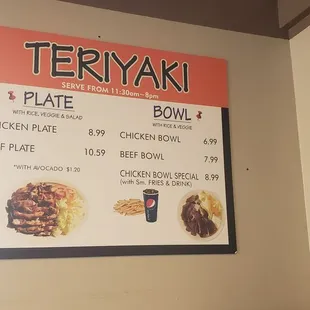 TERIYAKI
SERVE FROM 11:30am - 8pm
PLATE
WITH RICE, VEGGIE & SALAD
ICKEN PLATE 8.99
F PLATE 10.59
*WITH AVOCADO $1.20
BOWL
WITH RICE & VEGGIE
CHICKEN BOWL 6.99
BEEF BOWL 7.99
CHICKEN BOWL SPECIAL 8.99
(with Sm. FRIES & DRINK)